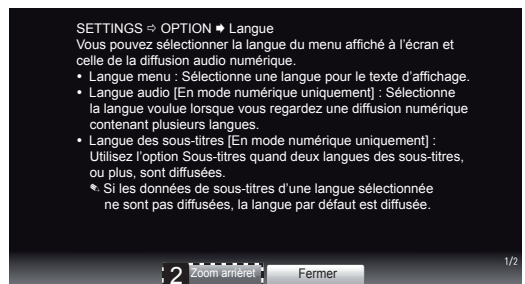 SETTINGS ⇨ OPTION ➡ Langue
Vous pouvez sélectionner la langue du menu affiché à l'écran et
celle de la diffusion audio numérique.
• Langue menu : Sélectionne une langue pour le texte d'affichage.
• Langue audio [En mode numérique uniquement] : Sélectionne
la langue voulue lorsque vous regardez une diffusion numérique
contenant plusieurs langues.
• Langue des sous-titres [En mode numérique uniquement] :
Utilisez l'option Sous-titres quand deux langues des sous-titres,
ou plus, sont diffusées.
✎ Si les données de sous-titres d'une langue sélectionnée
ne sont pas diffusées, la langue par défaut est diffusée.
1/2
2 Zoom arrièret Fermer